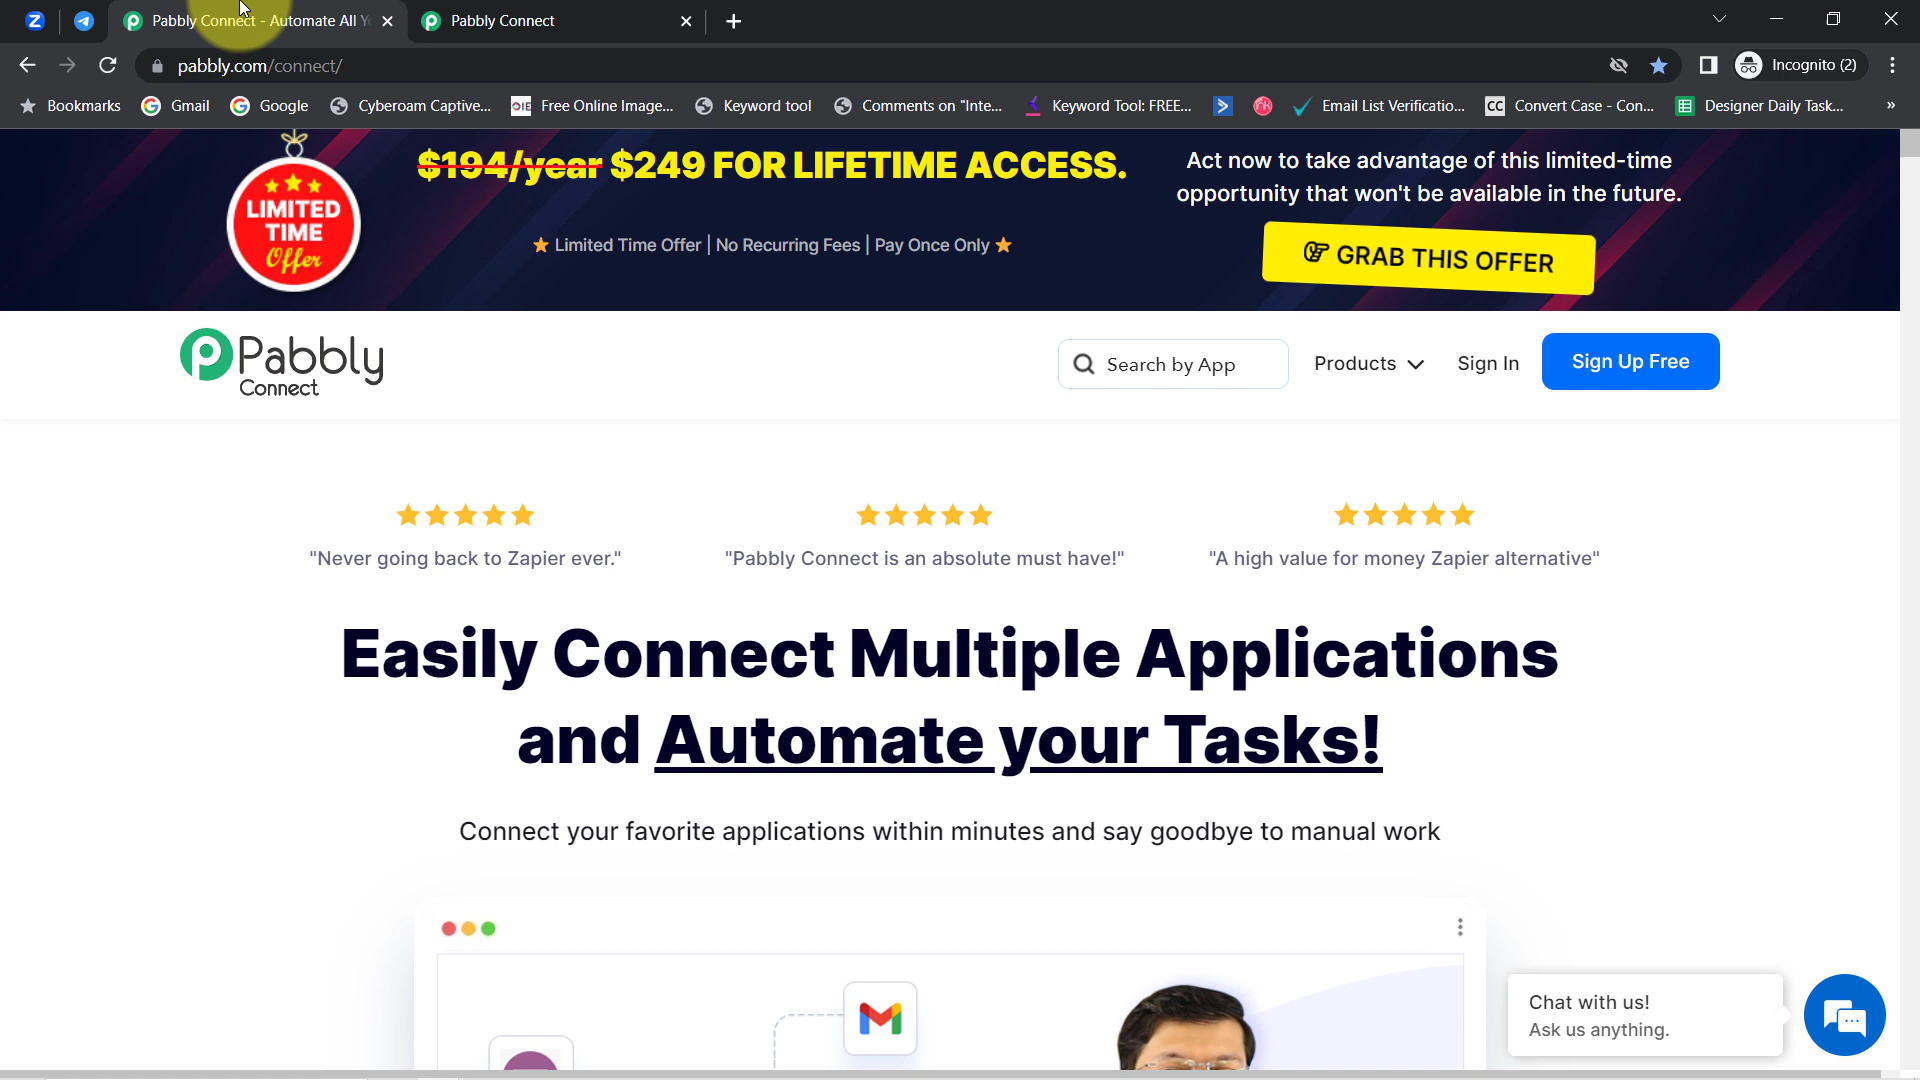 Pabbly Connect - Automate All Y
Pabbly Connect
pabbly.com/connect/
Incognito (2)
Bookmarks
Gmail
Google
Cyberoam Captive...
Free Online Image...
Keyword tool
Comments on "Inte...
Keyword Tool: FREE...
Email List Verificatio...
CC Convert Case - Con...
Designer Daily Task...
$194/year $249 FOR LIFETIME ACCESS.
Limited Time Offer | No Recurring Fees | Pay Once Only
LIMITED
TIME
Offer
Act now to take advantage of this limited-time
opportunity that won't be available in the future.
GRAB THIS OFFER
Pabbly
Connect
Search by App
Products
Sign In
Sign Up Free
"Never going back to Zapier ever."
"Pabbly Connect is an absolute must have!"
"A high value for money Zapier alternative"
Easily Connect Multiple Applications
and Automate your Tasks!
Connect your favorite applications within minutes and say goodbye to manual work
Chat with us!
Ask us anything.